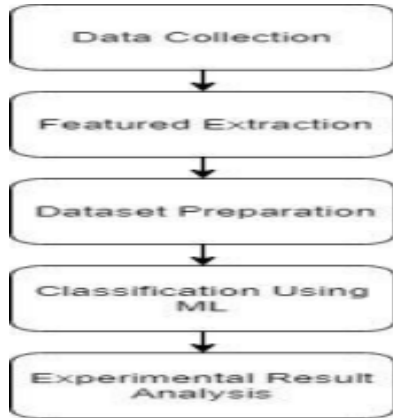 Data Collection
Featured Extraction
Dataset Preparation
Classification Using
ML
Experimental Result
Analysis